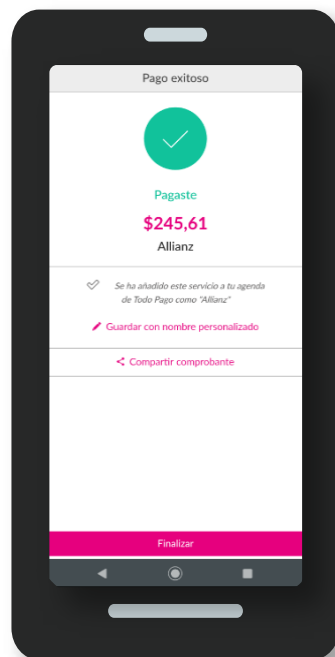 Pago exitoso
Pagaste
$245,61
Allianz
Se ha añadido este servicio a tu agenda
de Todo Pago como "Allianz"
Guardar con nombre personalizado
Compartir comprobante
Finalizar